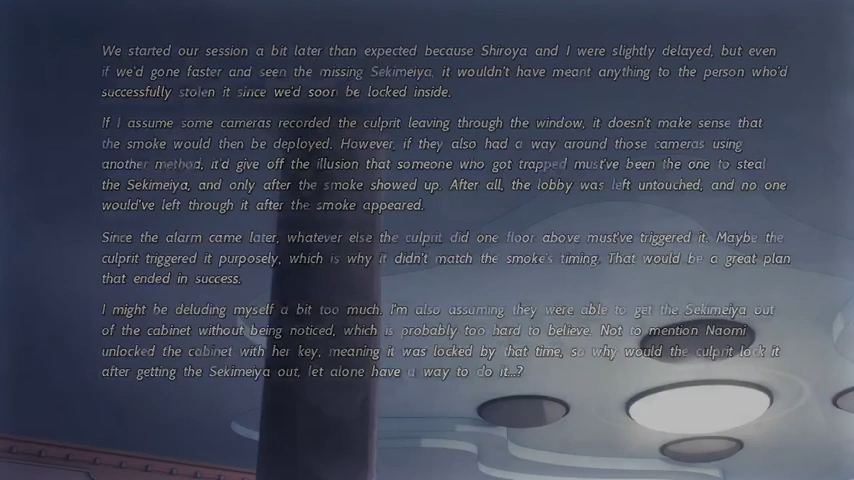 We started our session a bit later than expected because Shiroya and I were slightly delayed, but even
if we'd gone faster and seen the missing Sekimeiya, it wouldn't have meant anything to the person who'd
successfully stolen it since we'd soon be locked inside.
If I assume some cameras recorded the culprit leaving through the window, it doesn't make sense that
the smoke would then be deployed. However, if they also had a way around those cameras using
another method, it'd give off the illusion that someone who got trapped must've been the one to steal
the Sekimeiya, and only after the smoke showed up. After all, the lobby was left untouched, and no one
would've left through it after the smoke appeared.
Since the alarm came later, whatever else the culprit did one floor above must've triggered it. Maybe the
culprit triggered it purposely, which is why it didn't match the smoke's timing. That would be a great plan
that ended in success.
I might be deluding myself a bit too much. I'm also assuming they were able to get the Sekimeiya out
of the cabinet without being noticed, which is probably too hard to believe. Not to mention Naomi
unlocked the cabinet with her key, meaning it was locked by that time, so why would the culprit lock it
after getting the Sekimeiya out, let alone have a way to do it...?